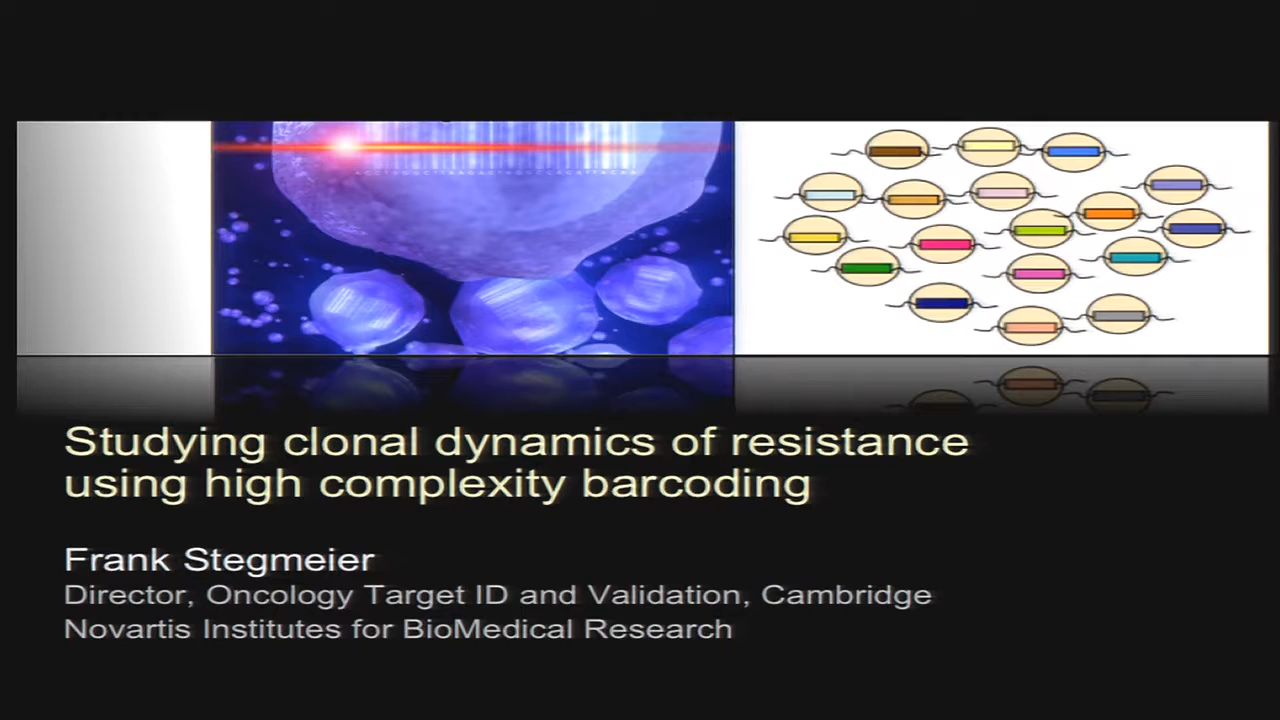 Studying clonal dynamics of resistance
using high complexity barcoding
Frank Stegmeier
Director, Oncology Target ID and Validation, Cambridge
Novartis Institutes for BioMedical Research